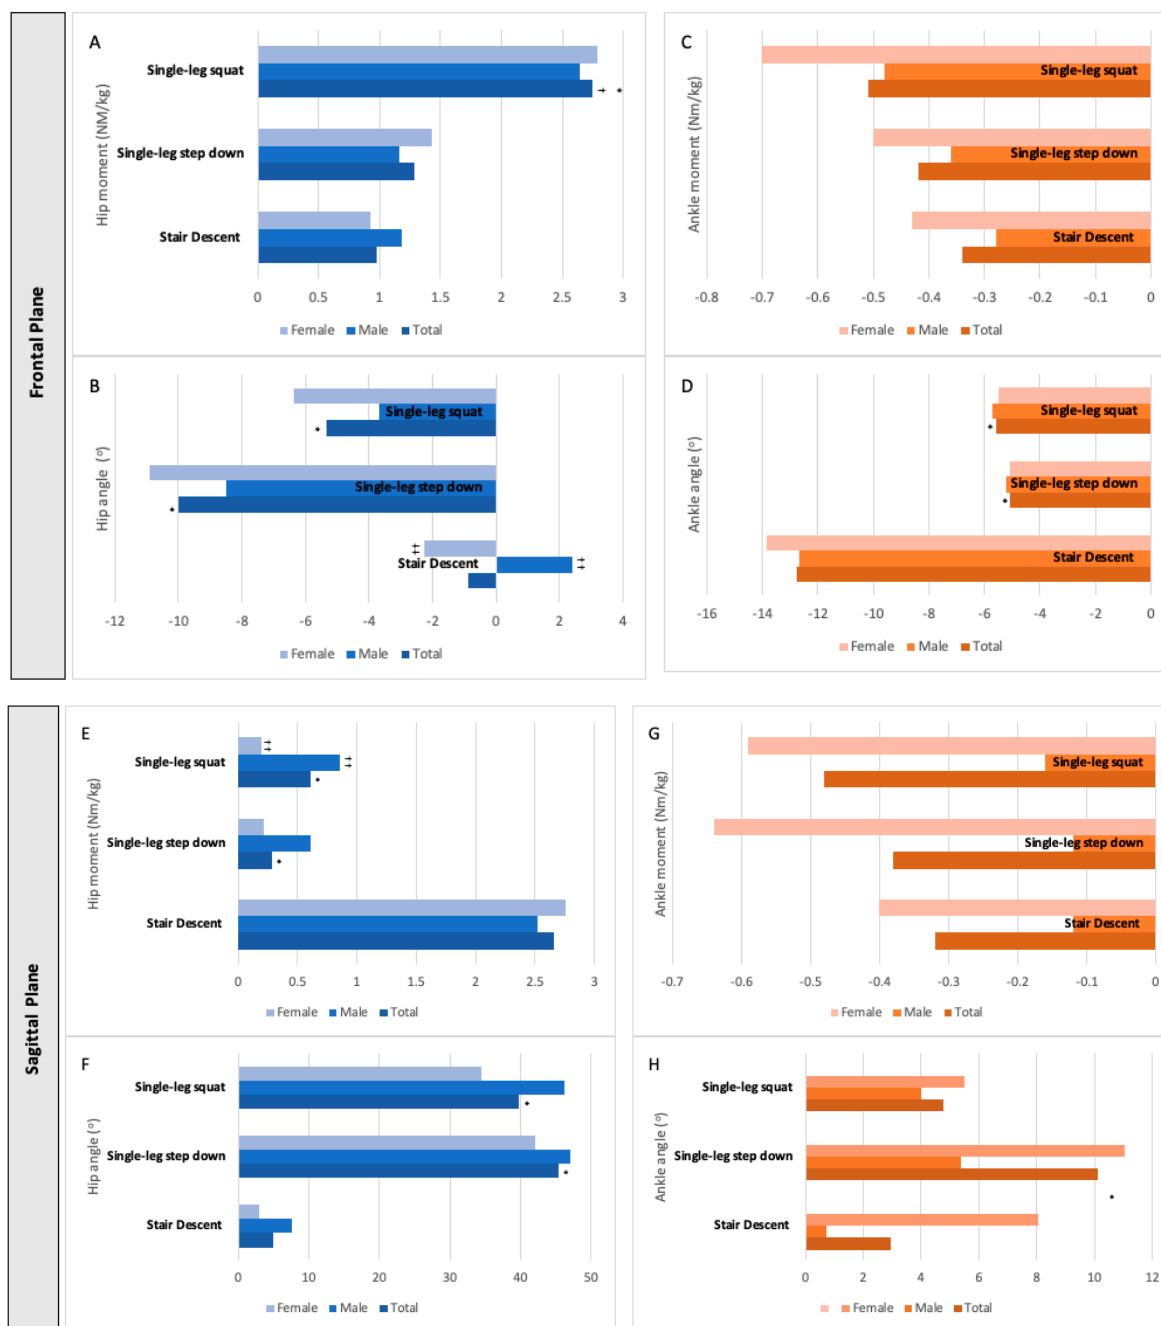 Frontal Plane
A
Hip moment (NM/kg)
Single-leg squat
Single-leg step down
Stair Descent
0 0.5 1 1.5 2 2.5 3
Female Male Total
C
Ankle moment (Nm/kg)
Single-leg squat
Single-leg step down
Stair Descent
-0.8 -0.7 -0.6 -0.5 -0.4 -0.3 -0.2 -0.1 0
Female Male Total
B
Hip angle (º)
Single-leg squat
Single-leg step down
Stair Descent
-12 -10 -8 -6 -4 -2 0 2 4
Female Male Total
D
Ankle angle (º)
Single-leg squat
Single-leg step down
Stair Descent
-16 -14 -12 -10 -8 -6 -4 -2 0
Female Male Total
Sagittal Plane
E
Hip moment (Nm/kg)
Single-leg squat
Single-leg step down
Stair Descent
0 0.5 1 1.5 2 2.5 3
Female Male Total
G
Ankle moment (Nm/kg)
Single-leg squat
Single-leg step down
Stair Descent
-0.7 -0.6 -0.5 -0.4 -0.3 -0.2 -0.1 0
Female Male Total
F
Hip angle (º)
Single-leg squat
Single-leg step down
Stair Descent
0 10 20 30 40 50
Female Male Total
H
Ankle angle (º)
Single-leg squat
Single-leg step down
Stair Descent
0 2 4 6 8 10 12
Female Male Total